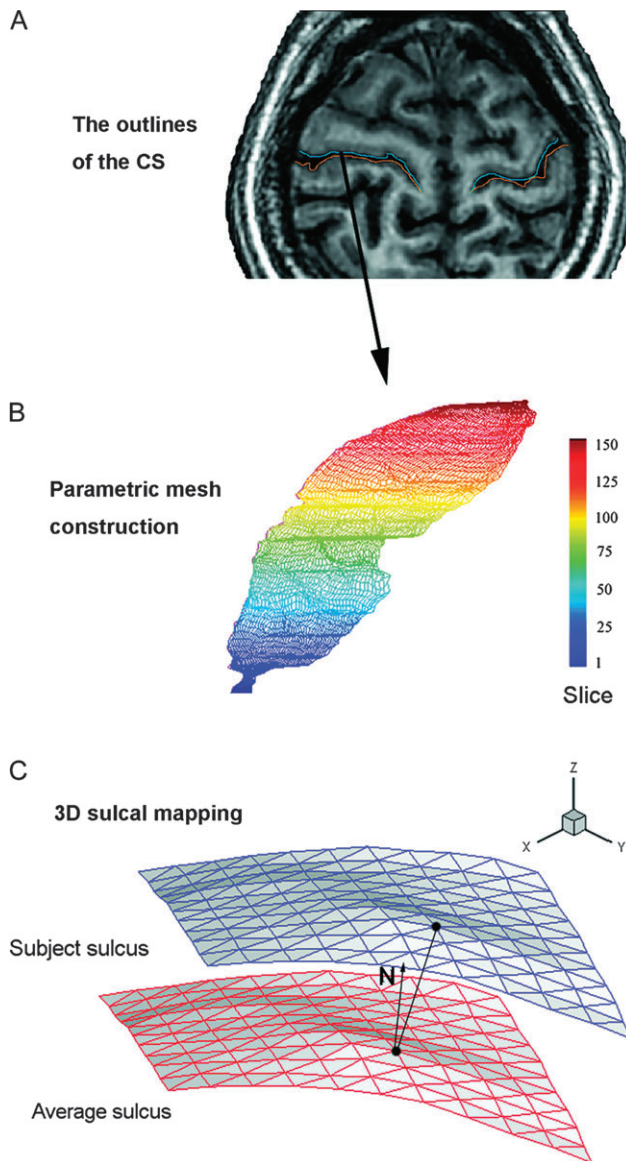 A
The outlines
of the CS
B
Parametric mesh
construction
150
125
100
75
50
25
1
Slice
C
3D sulcal mapping
Z
X
Y
Subject sulcus
N
Average sulcus